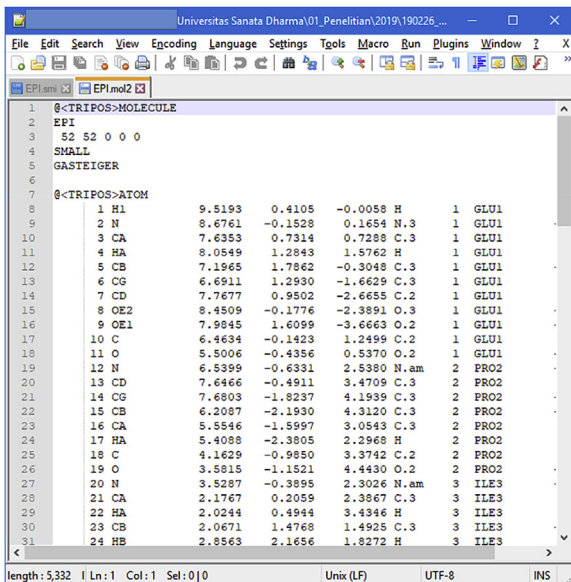 Universitas Sanata Dharma\01_Penelitian\2019\190226_...
File Edit Search View Encoding Language Settings Tools Macro Run Plugins Window ? X
EPI.smi EPI.mol2
1 @<TRIPOS>MOLECULE
2 EPI
3 52 52 0 0 0
4 SMALL
5 GASTEIGER
6
7 @<TRIPOS>ATOM
8 1 H1 9.5193 0.4105 -0.0058 H 1 GLU1
9 2 N 8.6761 -0.1528 0.1654 N.3 1 GLU1
10 3 CA 7.6353 0.7314 0.7288 C.3 1 GLU1
11 4 HA 8.0549 1.2843 1.5762 H 1 GLU1
12 5 CB 7.1965 1.7862 -0.3048 C.3 1 GLU1
13 6 CG 6.6911 1.2930 -1.6629 C.3 1 GLU1
14 7 CD 7.7677 0.9502 -2.6655 C.2 1 GLU1
15 8 OE2 8.4509 -0.1776 -2.3891 O.3 1 GLU1
16 9 OE1 7.9845 1.6099 -3.6663 O.2 1 GLU1
17 10 C 6.4634 -0.1423 1.2499 C.2 1 GLU1
18 11 O 5.5006 -0.4356 0.5370 O.2 1 GLU1
19 12 N 6.5399 -0.6331 2.5380 N.am 2 PRO2
20 13 CD 7.6466 -0.4911 3.4709 C.3 2 PRO2
21 14 CG 7.6803 -1.8237 4.1939 C.3 2 PRO2
22 15 CB 6.2087 -2.1930 4.3120 C.3 2 PRO2
23 16 CA 5.5546 -1.5997 3.0543 C.3 2 PRO2
24 17 HA 5.4088 -2.3805 2.2968 H 2 PRO2
25 18 C 4.1629 -0.9850 3.3742 C.2 2 PRO2
26 19 O 3.5815 -1.1521 4.4430 O.2 2 PRO2
27 20 N 3.5287 -0.3895 2.3026 N.am 3 ILE3
28 21 CA 2.1767 0.2059 2.3867 C.3 3 ILE3
29 22 HA 2.0244 0.4944 3.4346 H 3 ILE3
30 23 CB 2.0671 1.4768 1.4925 C.3 3 ILE3
31 24 HB 2.8563 2.1656 1.8272 H 3 ILE3
length : 5,332 l Ln : 1 Col : 1 Sel : 0 | 0 Unix (LF) UTF-8 INS